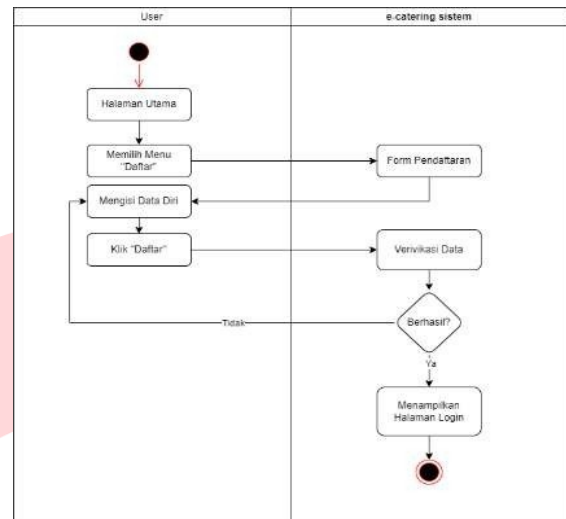 User
e-catering sistem
Halaman Utama
Memilih Menu
"Daftar"
Form Pendaftaran
Mengisi Data Diri
Klik "Daftar"
Verivikasi Data
Berhasil?
Tidak
Ya
Menampilkan
Halaman Login